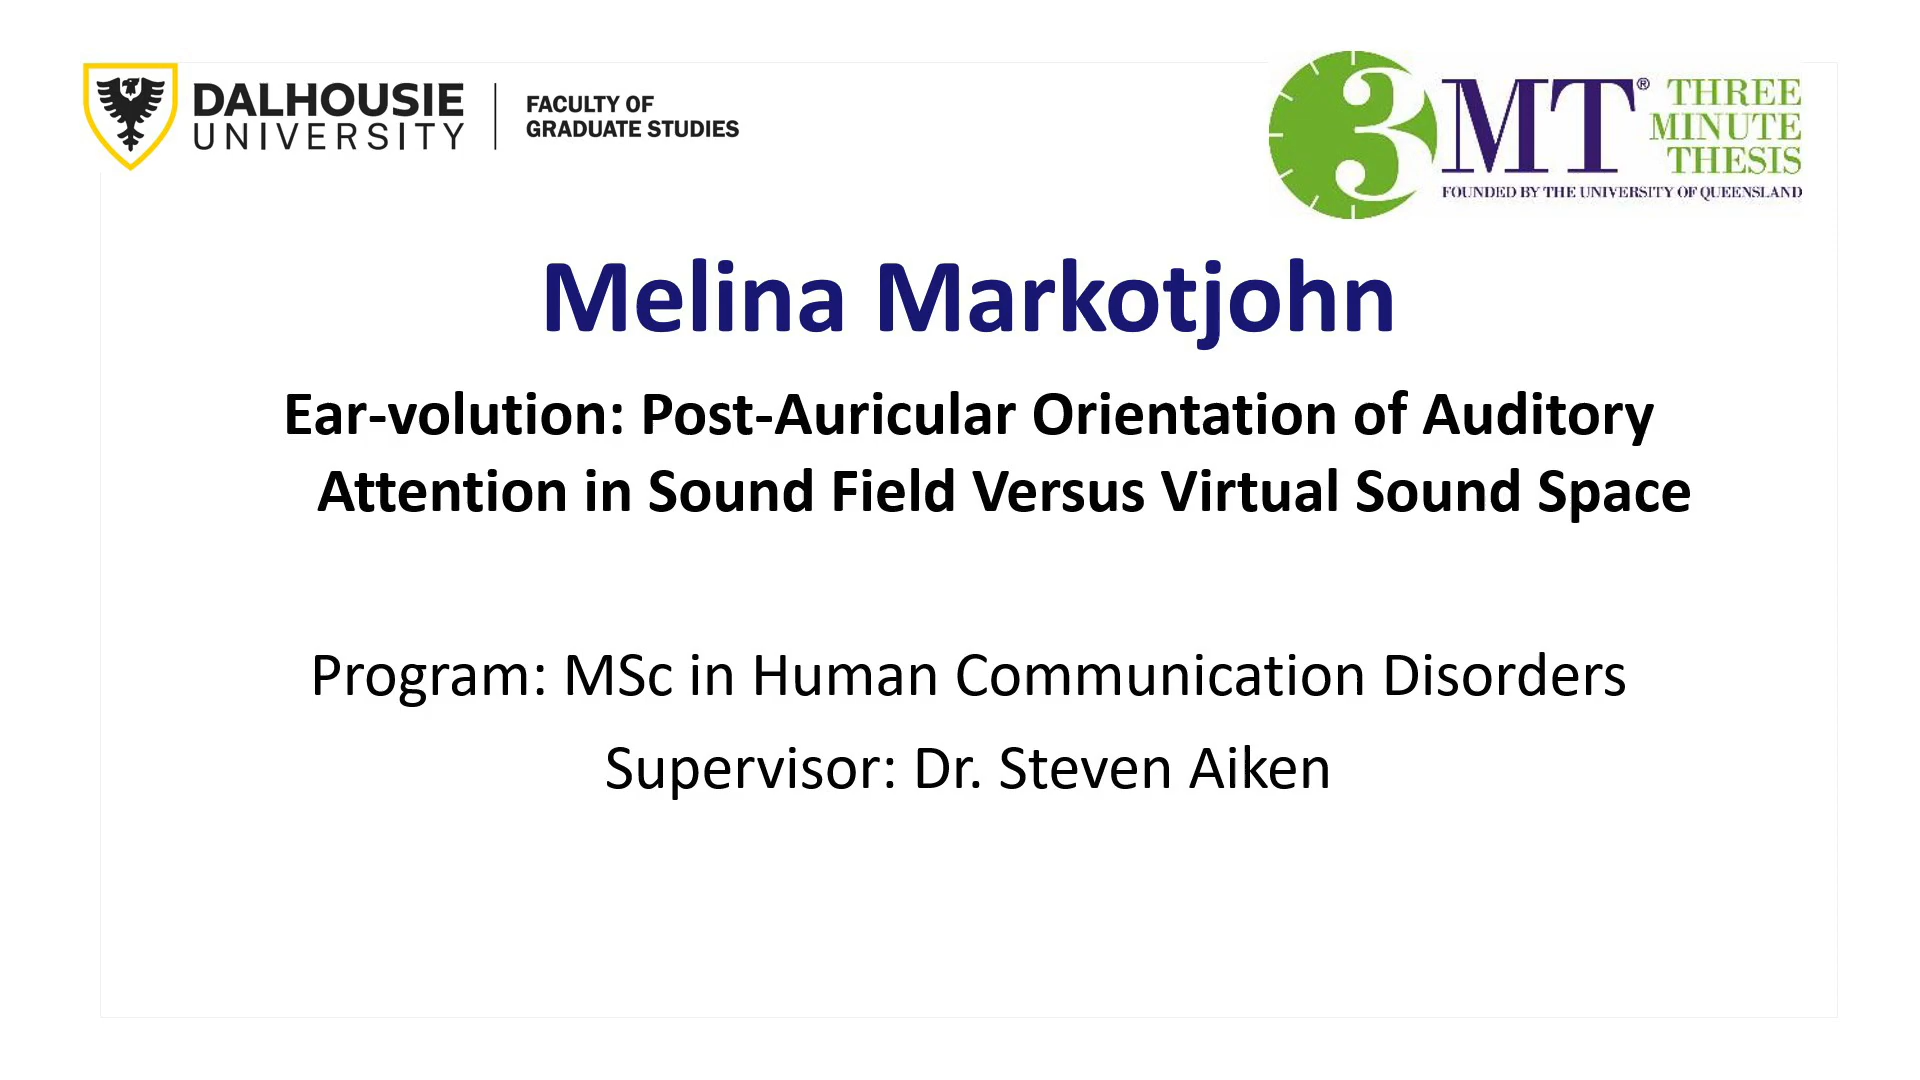 DALHOUSIE
UNIVERSITY
FACULTY OF
GRADUATE STUDIES
3MT® THREE
MINUTE
THESIS
FOUNDED BY THE UNIVERSITY OF QUEENSLAND
Melina Markotjohn
Ear-volution: Post-Auricular Orientation of Auditory
Attention in Sound Field Versus Virtual Sound Space
Program: MSc in Human Communication Disorders
Supervisor: Dr. Steven Aiken